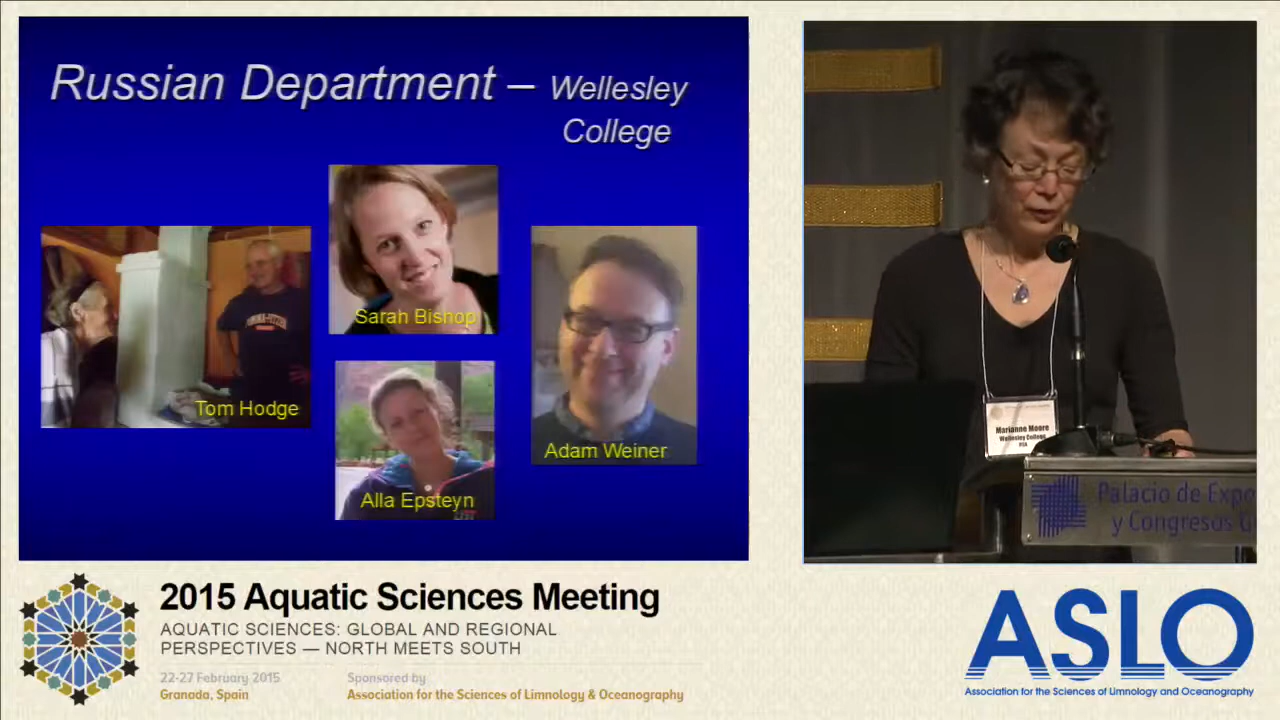 Russian Department – Wellesley
College
Sarah Bishop
Tom Hodge
Adam Weiner
Alla Epsteyn
Marianne Moore
Wellesley College
Palacio de Expo
y Congresos G
2015 Aquatic Sciences Meeting
AQUATIC SCIENCES: GLOBAL AND REGIONAL
PERSPECTIVES — NORTH MEETS SOUTH
22-27 February 2015
Granada, Spain
Sponsored by
Association for the Sciences of Limnology & Oceanography
ASLO
Association for the Sciences of Limnology and Oceanography